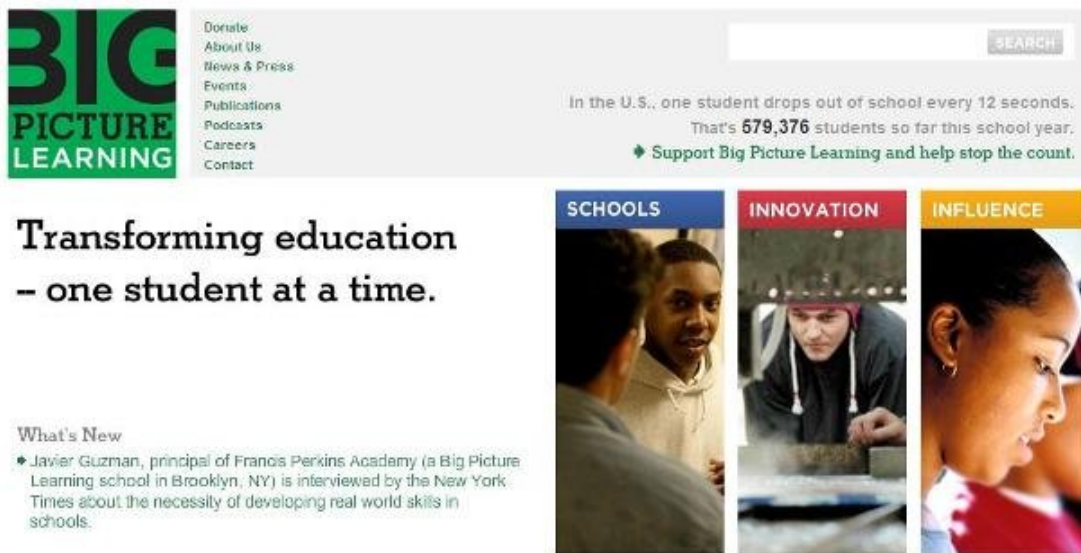 BIG
PICTURE
LEARNING
Donate
About Us
News & Press
Events
Publications
Podcasts
Careers
Contact
SEARCH
In the U.S., one student drops out of school every 12 seconds.
That's 579,376 students so far this school year.
Support Big Picture Learning and help stop the count.
Transforming education
– one student at a time.
SCHOOLS
INNOVATION
INFLUENCE
What's New
Javier Guzman, principal of Francis Perkins Academy (a Big Picture
Learning school in Brooklyn, NY) is interviewed by the New York
Times about the necessity of developing real world skills in
schools.